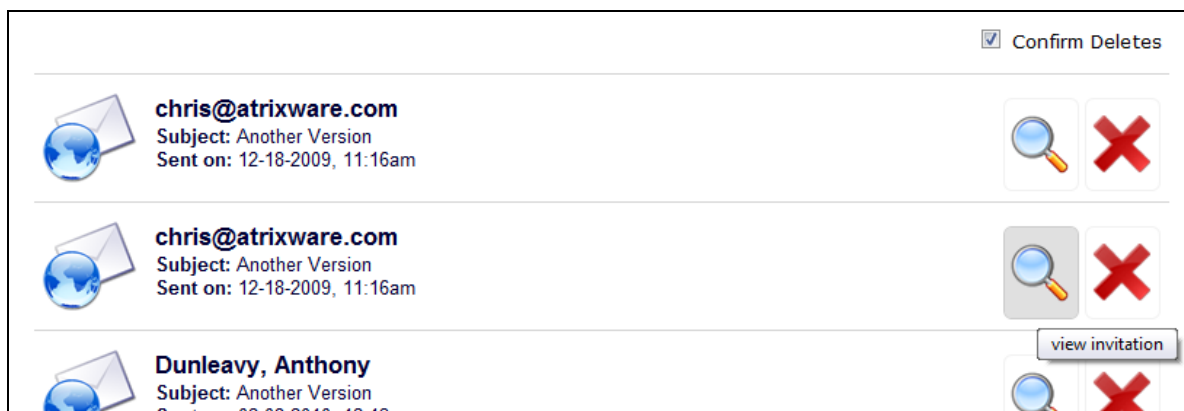 Confirm Deletes
chris@atrixware.com
Subject: Another Version
Sent on: 12-18-2009, 11:16am
chris@atrixware.com
Subject: Another Version
Sent on: 12-18-2009, 11:16am
view invitation
Dunleavy, Anthony
Subject: Another Version